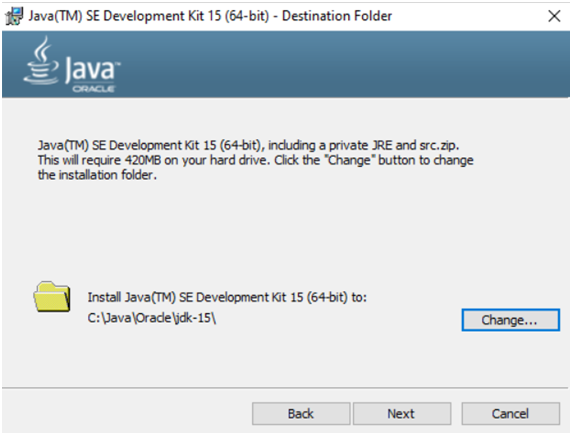 Java(TM) SE Development Kit 15 (64-bit) - Destination Folder
Java™
ORACLE
Java(TM) SE Development Kit 15 (64-bit), including a private JRE and src.zip.
This will require 420MB on your hard drive. Click the "Change" button to change
the installation folder.
Install Java(TM) SE Development Kit 15 (64-bit) to:
C:\Java\Oracle\jdk-15\
Change...
Back Next Cancel